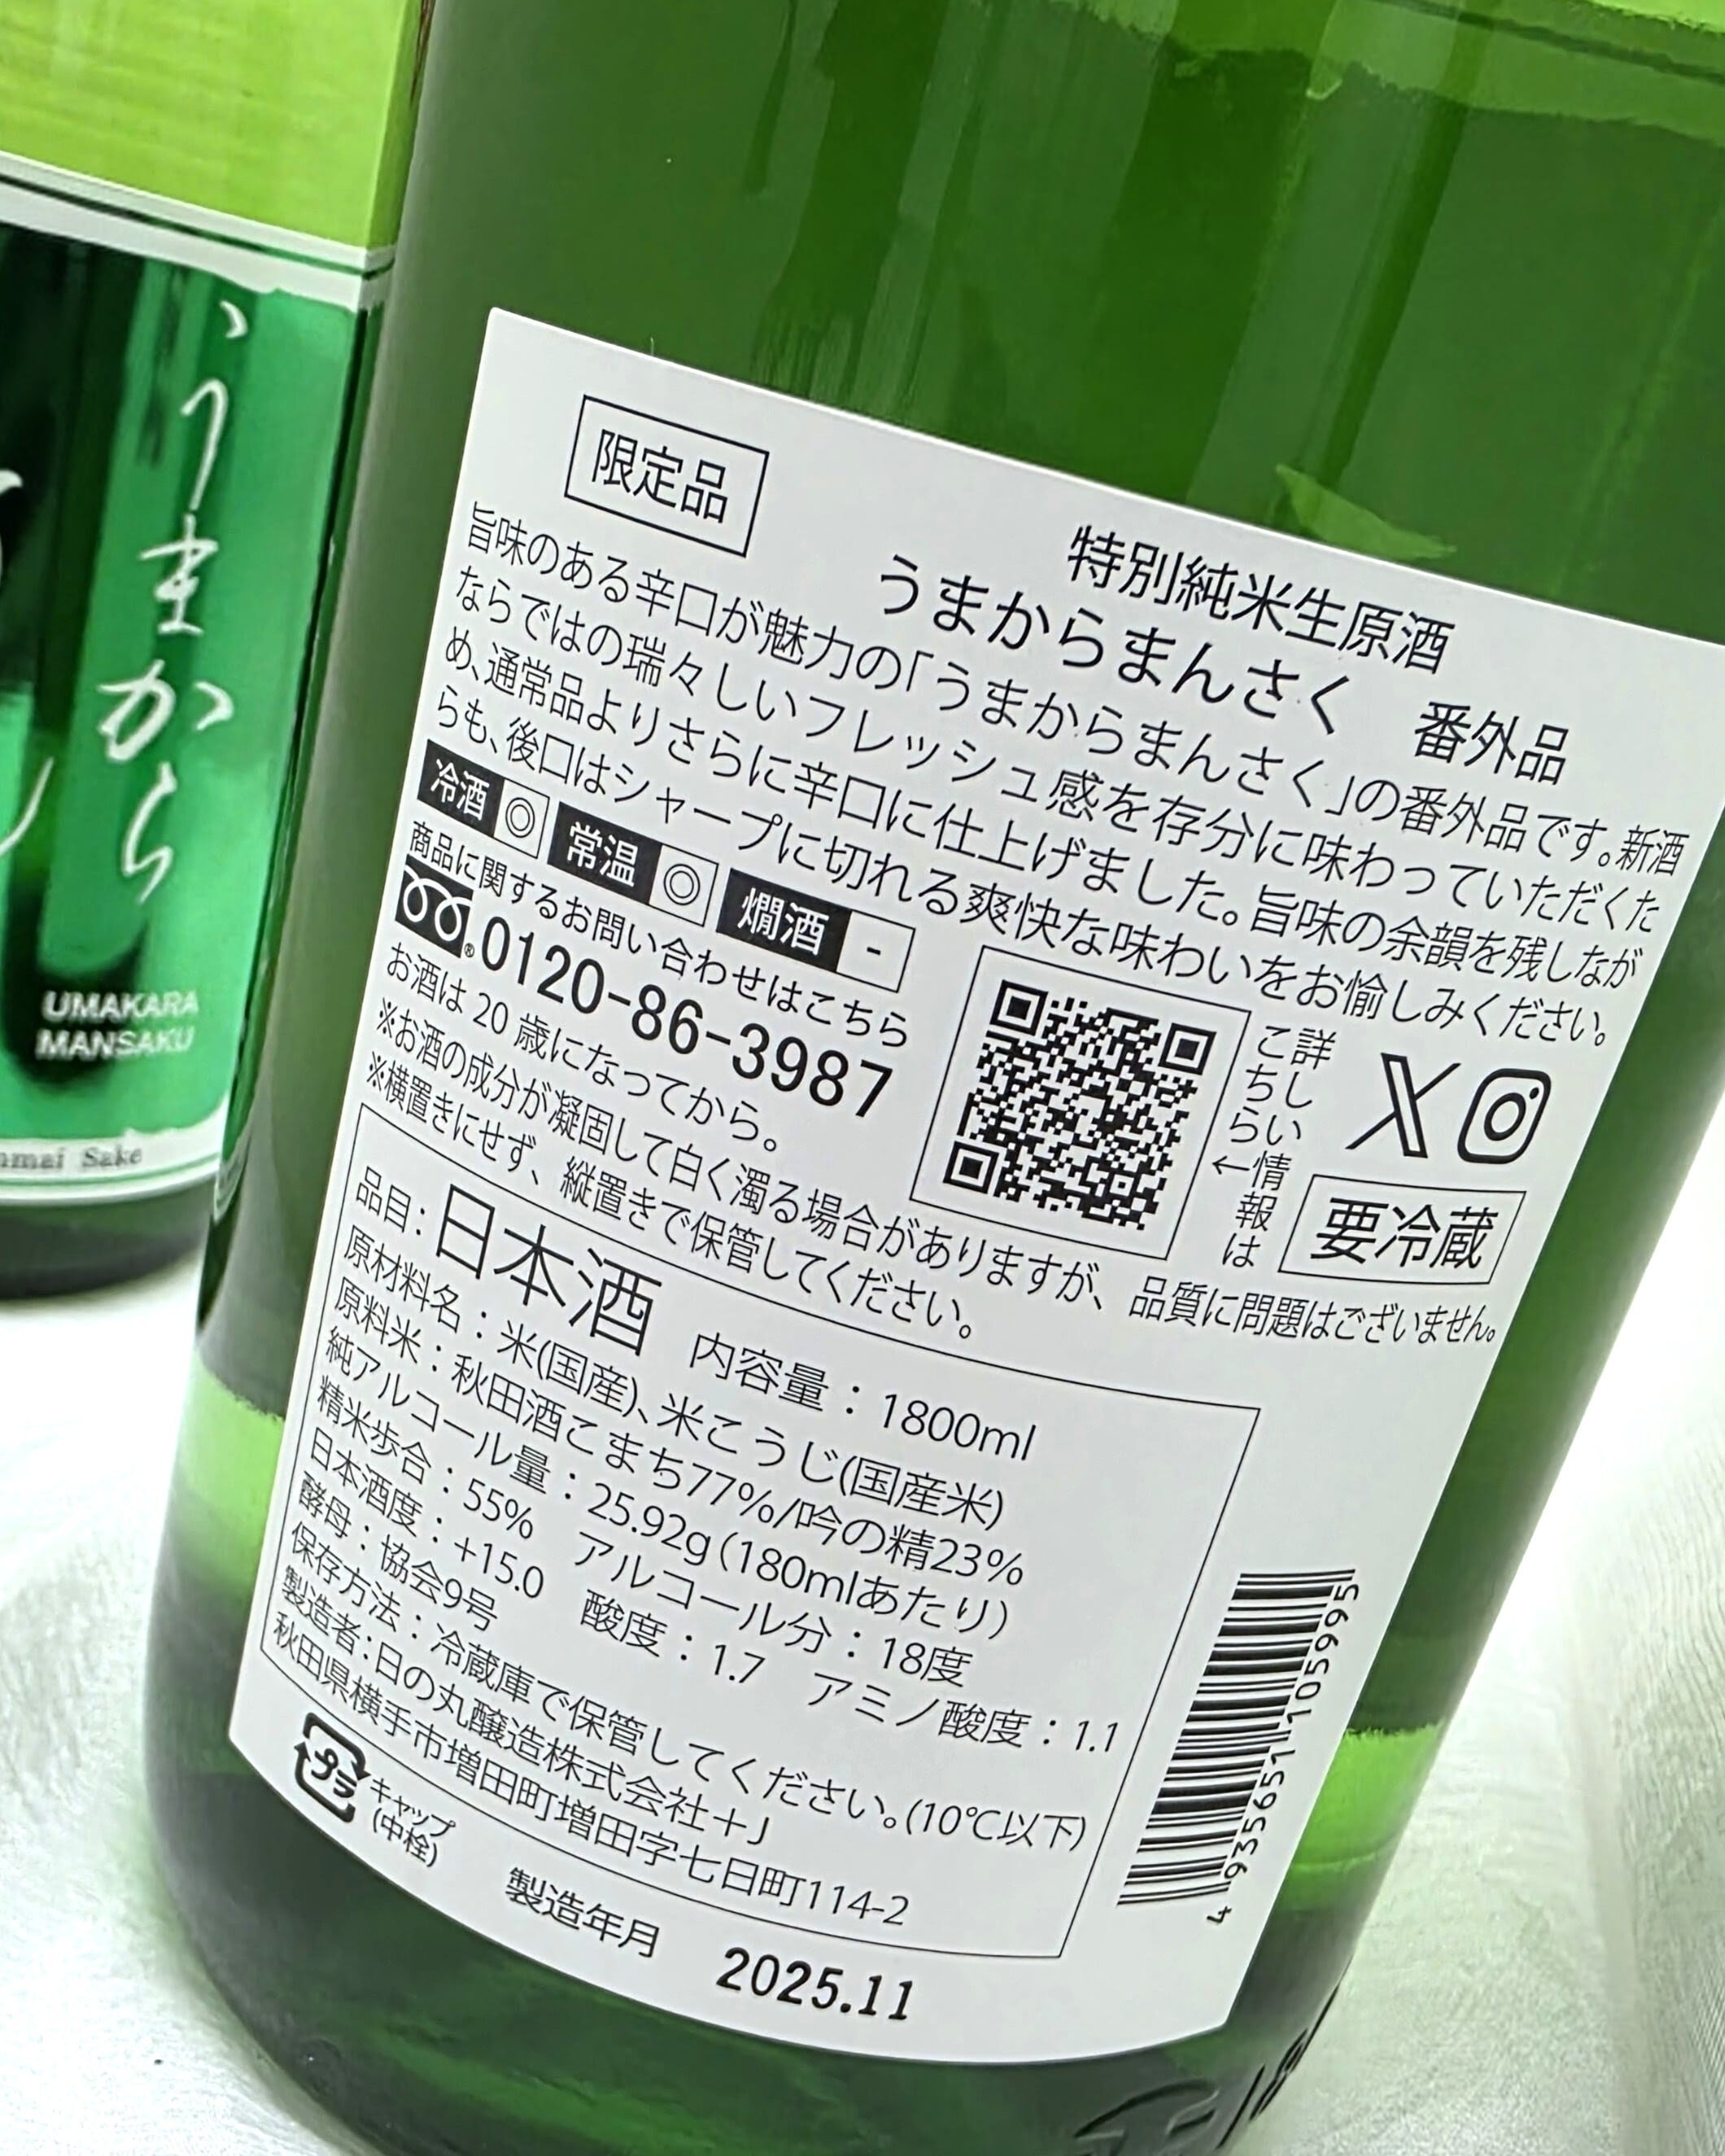 うまから
UMAKARA
MANSAKU
Sake
限定品
特別純米生原酒
うまからまんさく 番外品
旨味のある辛口が魅力の「うまからまんさく」の番外品です。新酒
ならではの瑞々しいフレッシュ感を存分に味わっていただくた
め、通常品よりさらに辛口に仕上げました。旨味の余韻を残しなが
らも、後口はシャープに切れる爽快な味わいをお愉しみください。
冷酒 ◎ 常温 ◎ 燗酒 -
商品に関するお問い合わせはこちら
0120-86-3987
お酒は20歳になってから。
詳しい情報は
こちら→
要冷蔵
※お酒の成分が凝固して白く濁る場合がありますが、品質に問題はございません。
※横置きにせず、縦置きで保管してください。
品目:日本酒 内容量:1800ml
原材料名:米(国産)、米こうじ(国産米)
原料米:秋田酒こまち77%/吟の精23%
純アルコール量:25.92g(180mlあたり)
精米歩合:55% アルコール分:18度
日本酒度:+15.0 酸度:1.7 アミノ酸度:1.1
酵母:協会9号
保存方法:冷蔵庫で保管してください。(10℃以下)
製造者:日の丸醸造株式会社+J
秋田県横手市増田町増田字七日町114-2
プラ
キャップ
(中栓)
製造年月 2025.11
4 935651 105995